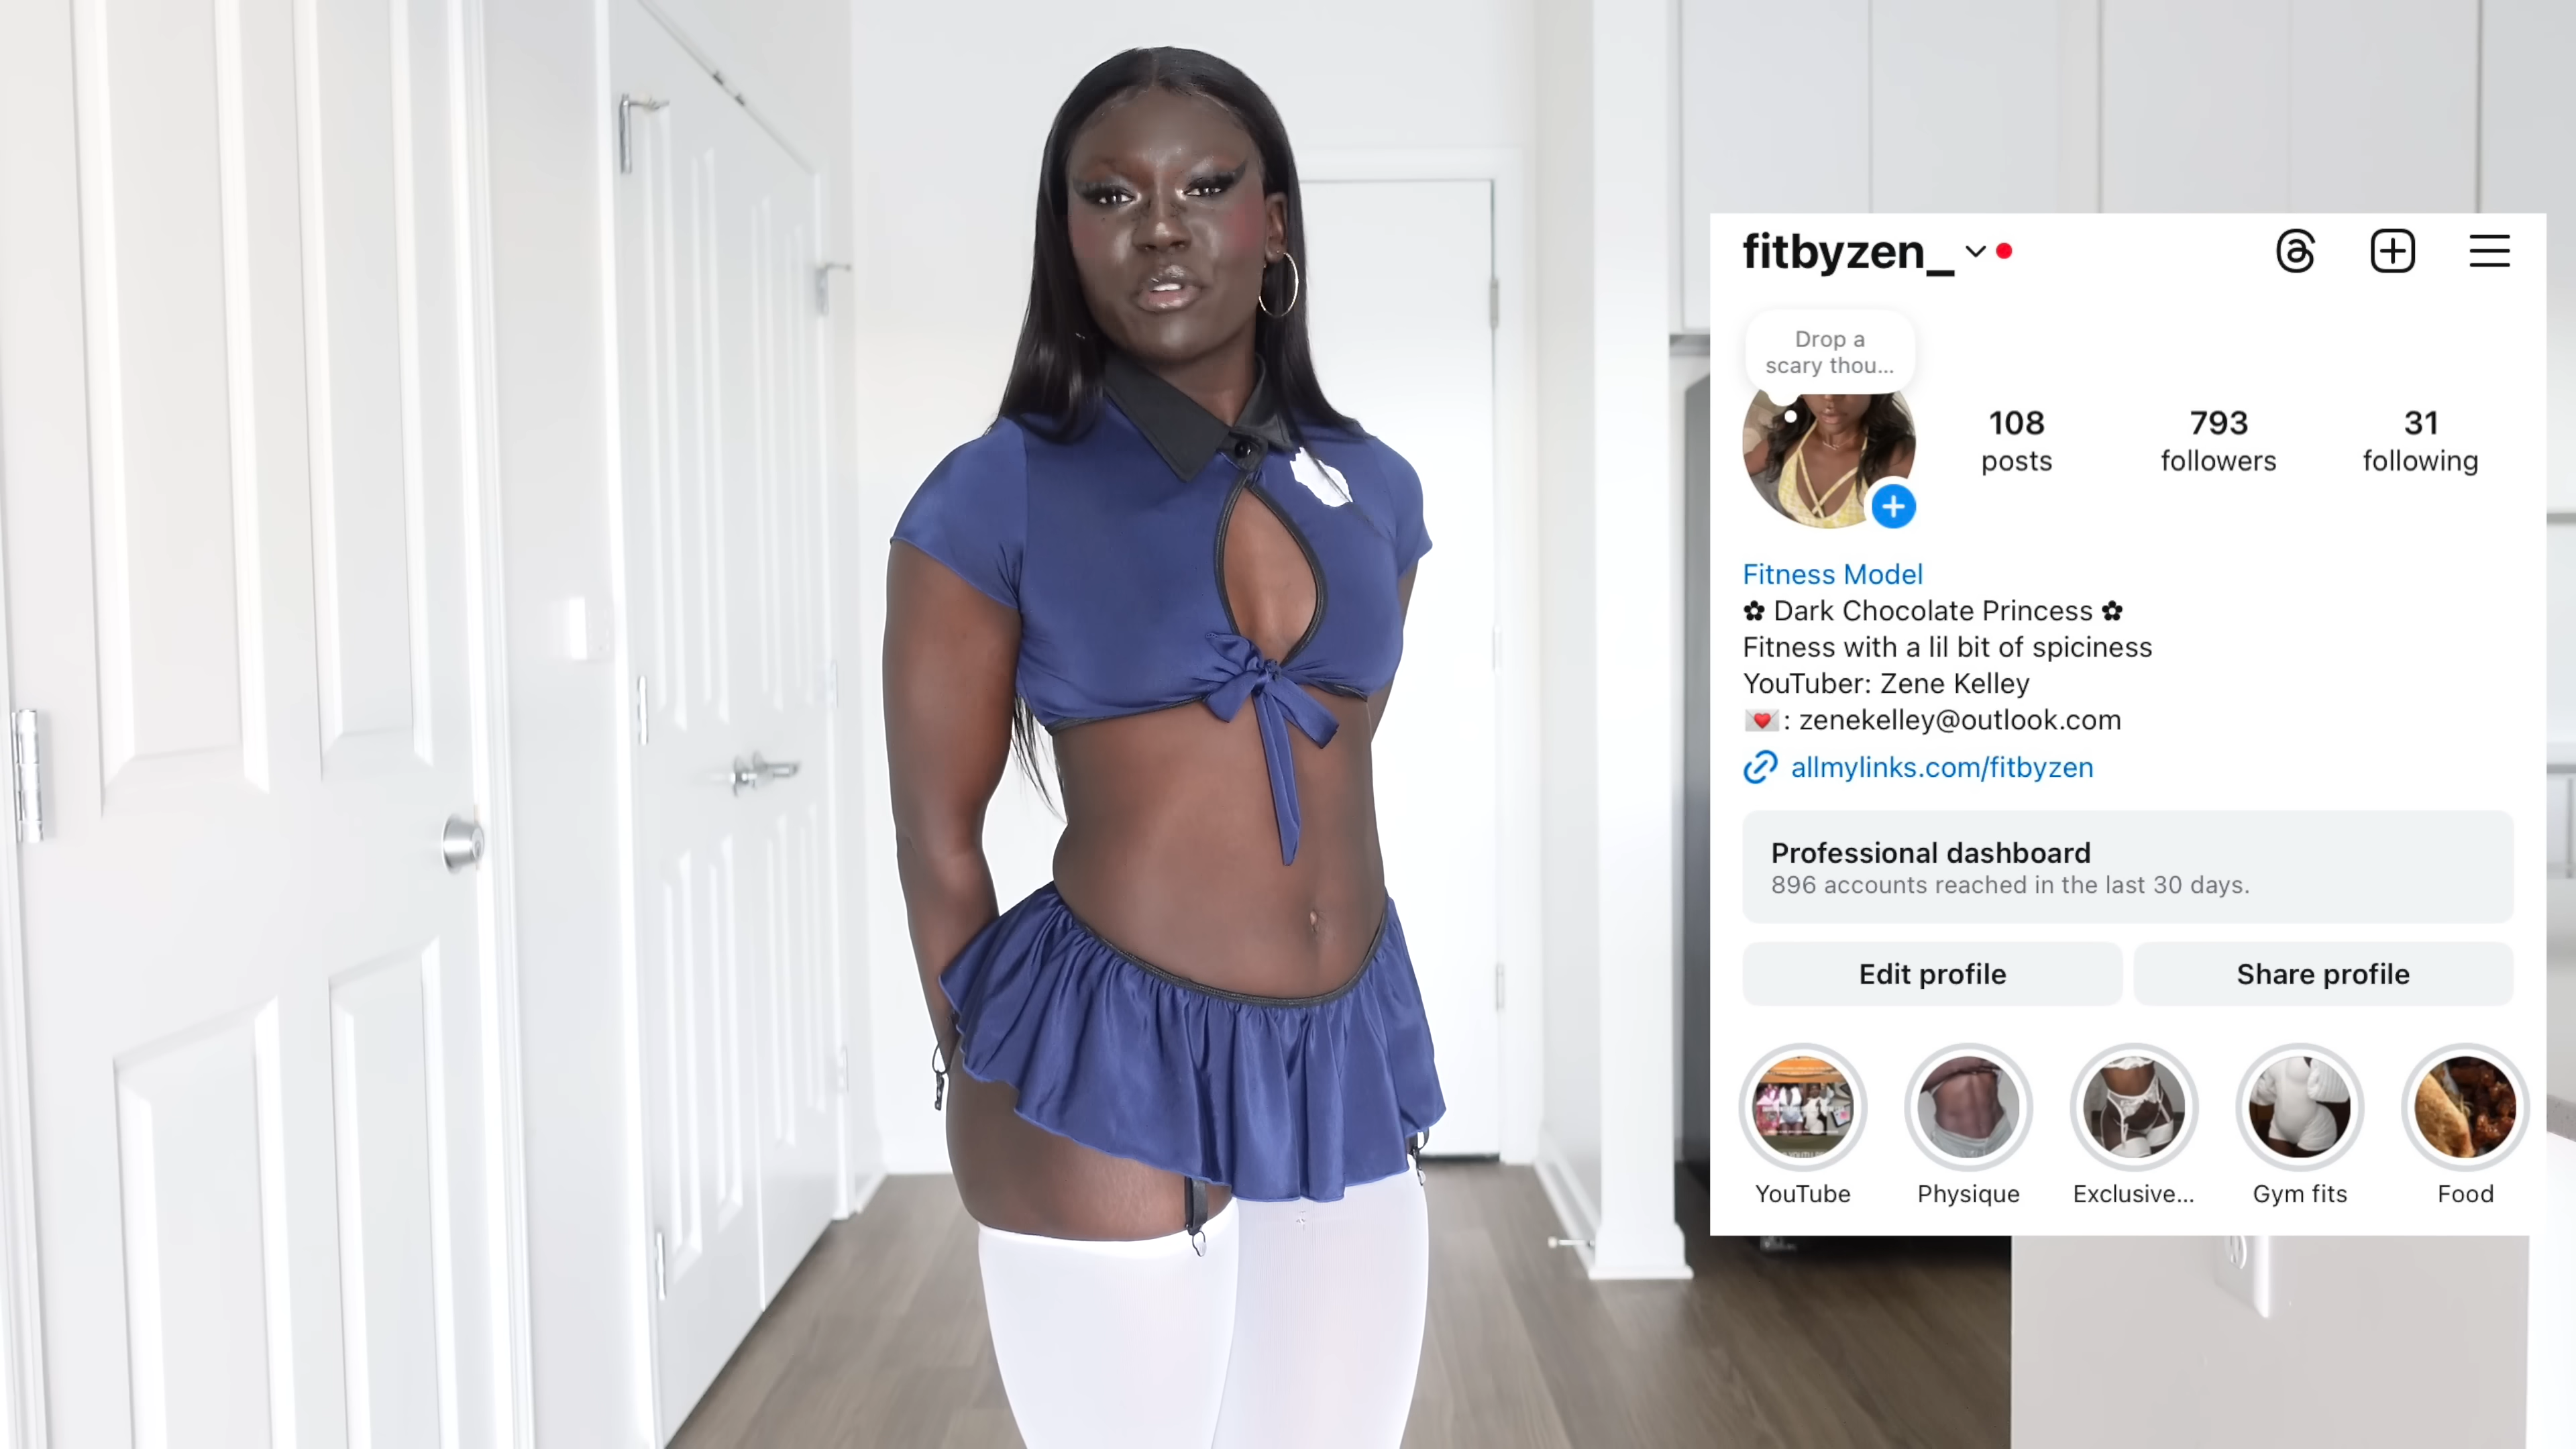 fitbyzen_
Drop a
scary thou...
108
posts
793
followers
31
following
Fitness Model
✿ Dark Chocolate Princess ✿
Fitness with a lil bit of spiciness
YouTuber: Zene Kelley
💌 : zenekelley@outlook.com
allmylinks.com/fitbyzen
Professional dashboard
896 accounts reached in the last 30 days.
Edit profile
Share profile
YouTube
Physique
Exclusive...
Gym fits
Food